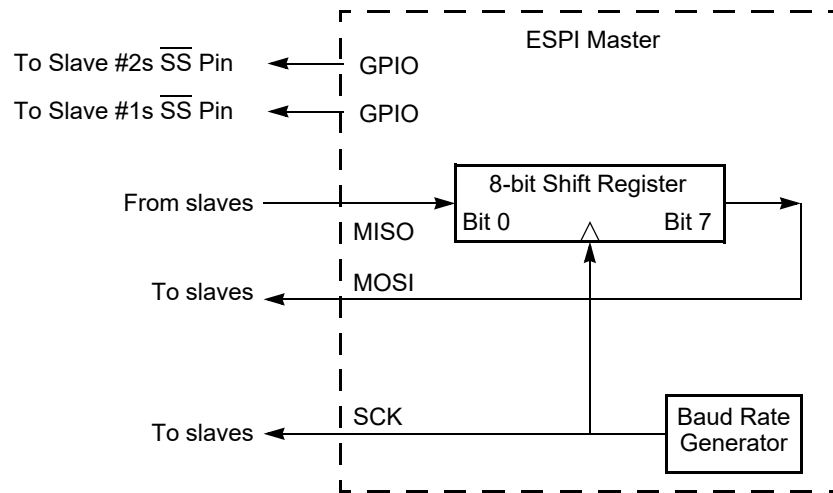 ESPI Master
To Slave #2s SS Pin
GPIO
To Slave #1s SS Pin
GPIO
8-bit Shift Register
From slaves
Bit 0
Bit 7
MISO
MOSI
To slaves
SCK
To slaves
Baud Rate
Generator